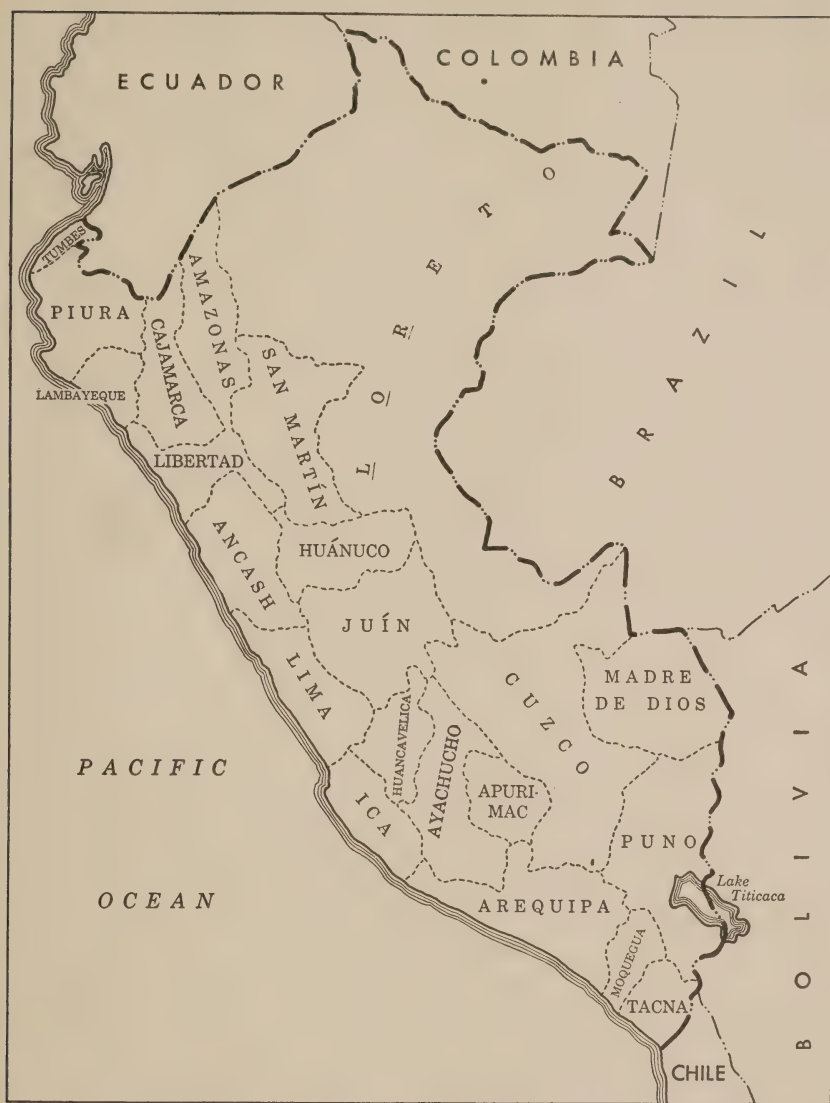 ECUADOR
COLOMBIA
TUMBES
PIURA
LAMBAYEQUE
CAJAMARCA
AMAZONAS
SAN MARTÍN
LORETO
BRAZIL
LIBERTAD
ANCASH
HUÁNUCO
JUÍN
LIMA
CUZCO
MADRE
DE DIOS
HUANCAVELICA
AYACHUCHO
APURI-
MAC
ICA
PUNO
AREQUIPA
Lake
Titicaca
MOQUEGUA
TACNA
CHILE
BOLIVIA
PACIFIC
OCEAN